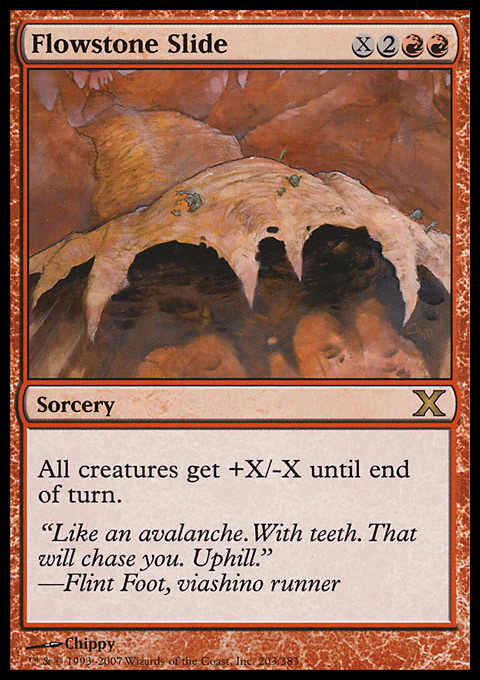 Flowstone Slide X 2
Sorcery X
All creatures get +X/-X until end
of turn.
“Like an avalanche. With teeth. That
will chase you. Uphill.”
—Flint Foot, viashino runner
Chippy
™ & © 1993–2007 Wizards of the Coast, Inc. 203/383